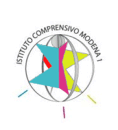 ISTITUTO COMPRENSIVO MODENA 1